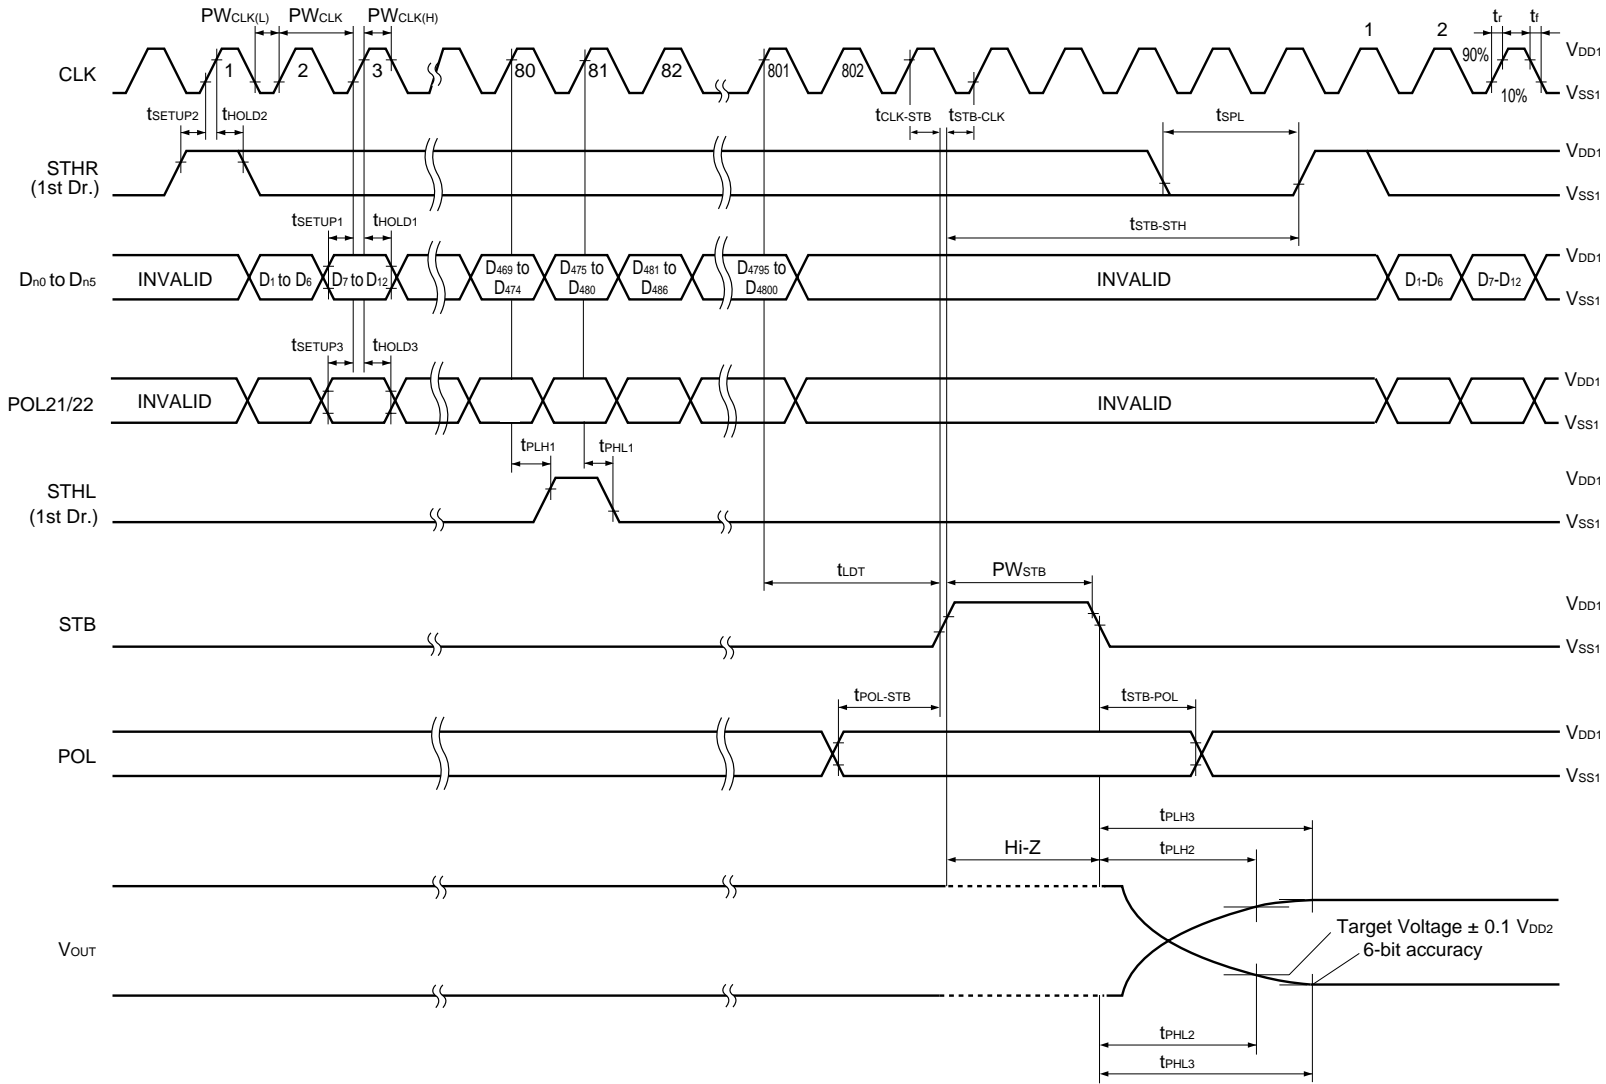 PWCLK(L) PWCLK PWCLK(H) 1 2 tr tf
CLK 1 2 3 80 81 82 801 802 90% 10% VDD1
VSS1
tSETUP2 tHOLD2 tCLK-STB tSTB-CLK tSPL
STHR VDD1
(1st Dr.) VSS1
tSETUP1 tHOLD1 tSTB-STH
Dn0 to Dn5 INVALID D1 to D6 D7 to D12 D469 to D474 D475 to D480 D481 to D486 D4795 to D4800 INVALID D1-D6 D7-D12 VDD1
VSS1
tSETUP3 tHOLD3
POL21/22 INVALID INVALID VDD1
VSS1
tPLH1 tPHL1
STHL VDD1
(1st Dr.) VSS1
tLDT PWSTB
STB VDD1
VSS1
tPOL-STB tSTB-POL
POL VDD1
VSS1
tPLH3
Hi-Z tPLH2
VOUT
Target Voltage ± 0.1 VDD2
6-bit accuracy
tPHL2
tPHL3